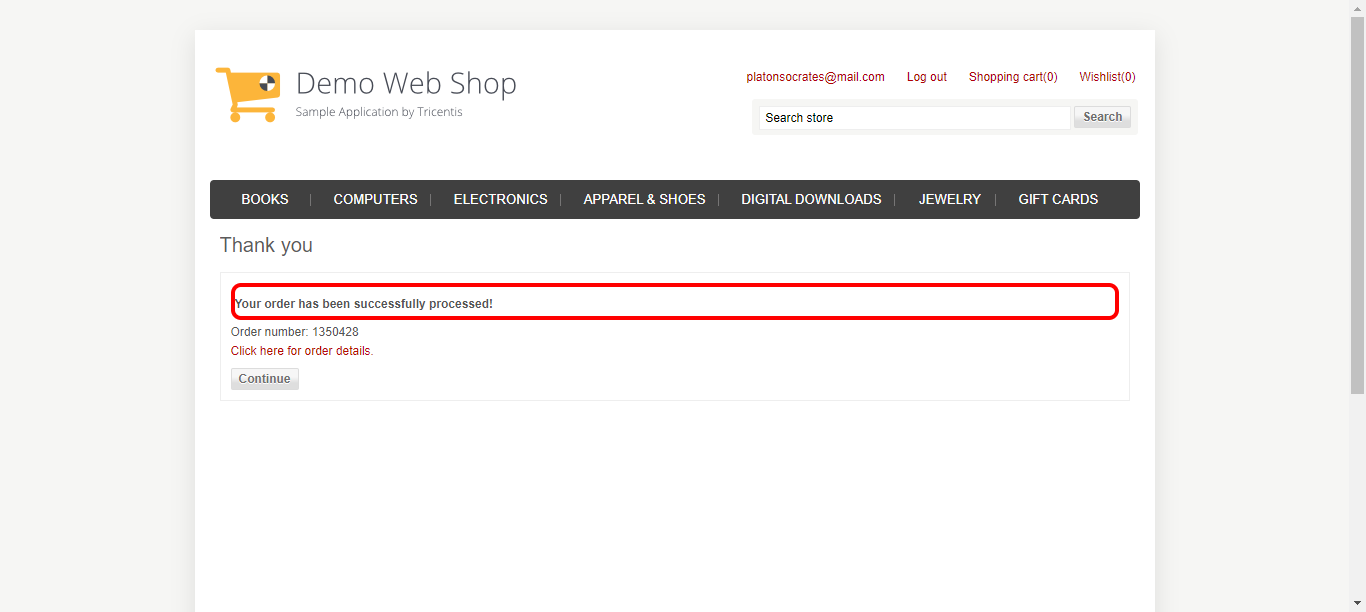 Demo Web Shop
Sample Application by Tricentis
platonsocrates@mail.com Log out Shopping cart(0) Wishlist(0)
Search store Search
BOOKS COMPUTERS ELECTRONICS APPAREL & SHOES DIGITAL DOWNLOADS JEWELRY GIFT CARDS
Thank you
Your order has been successfully processed!
Order number: 1350428
Click here for order details.
Continue